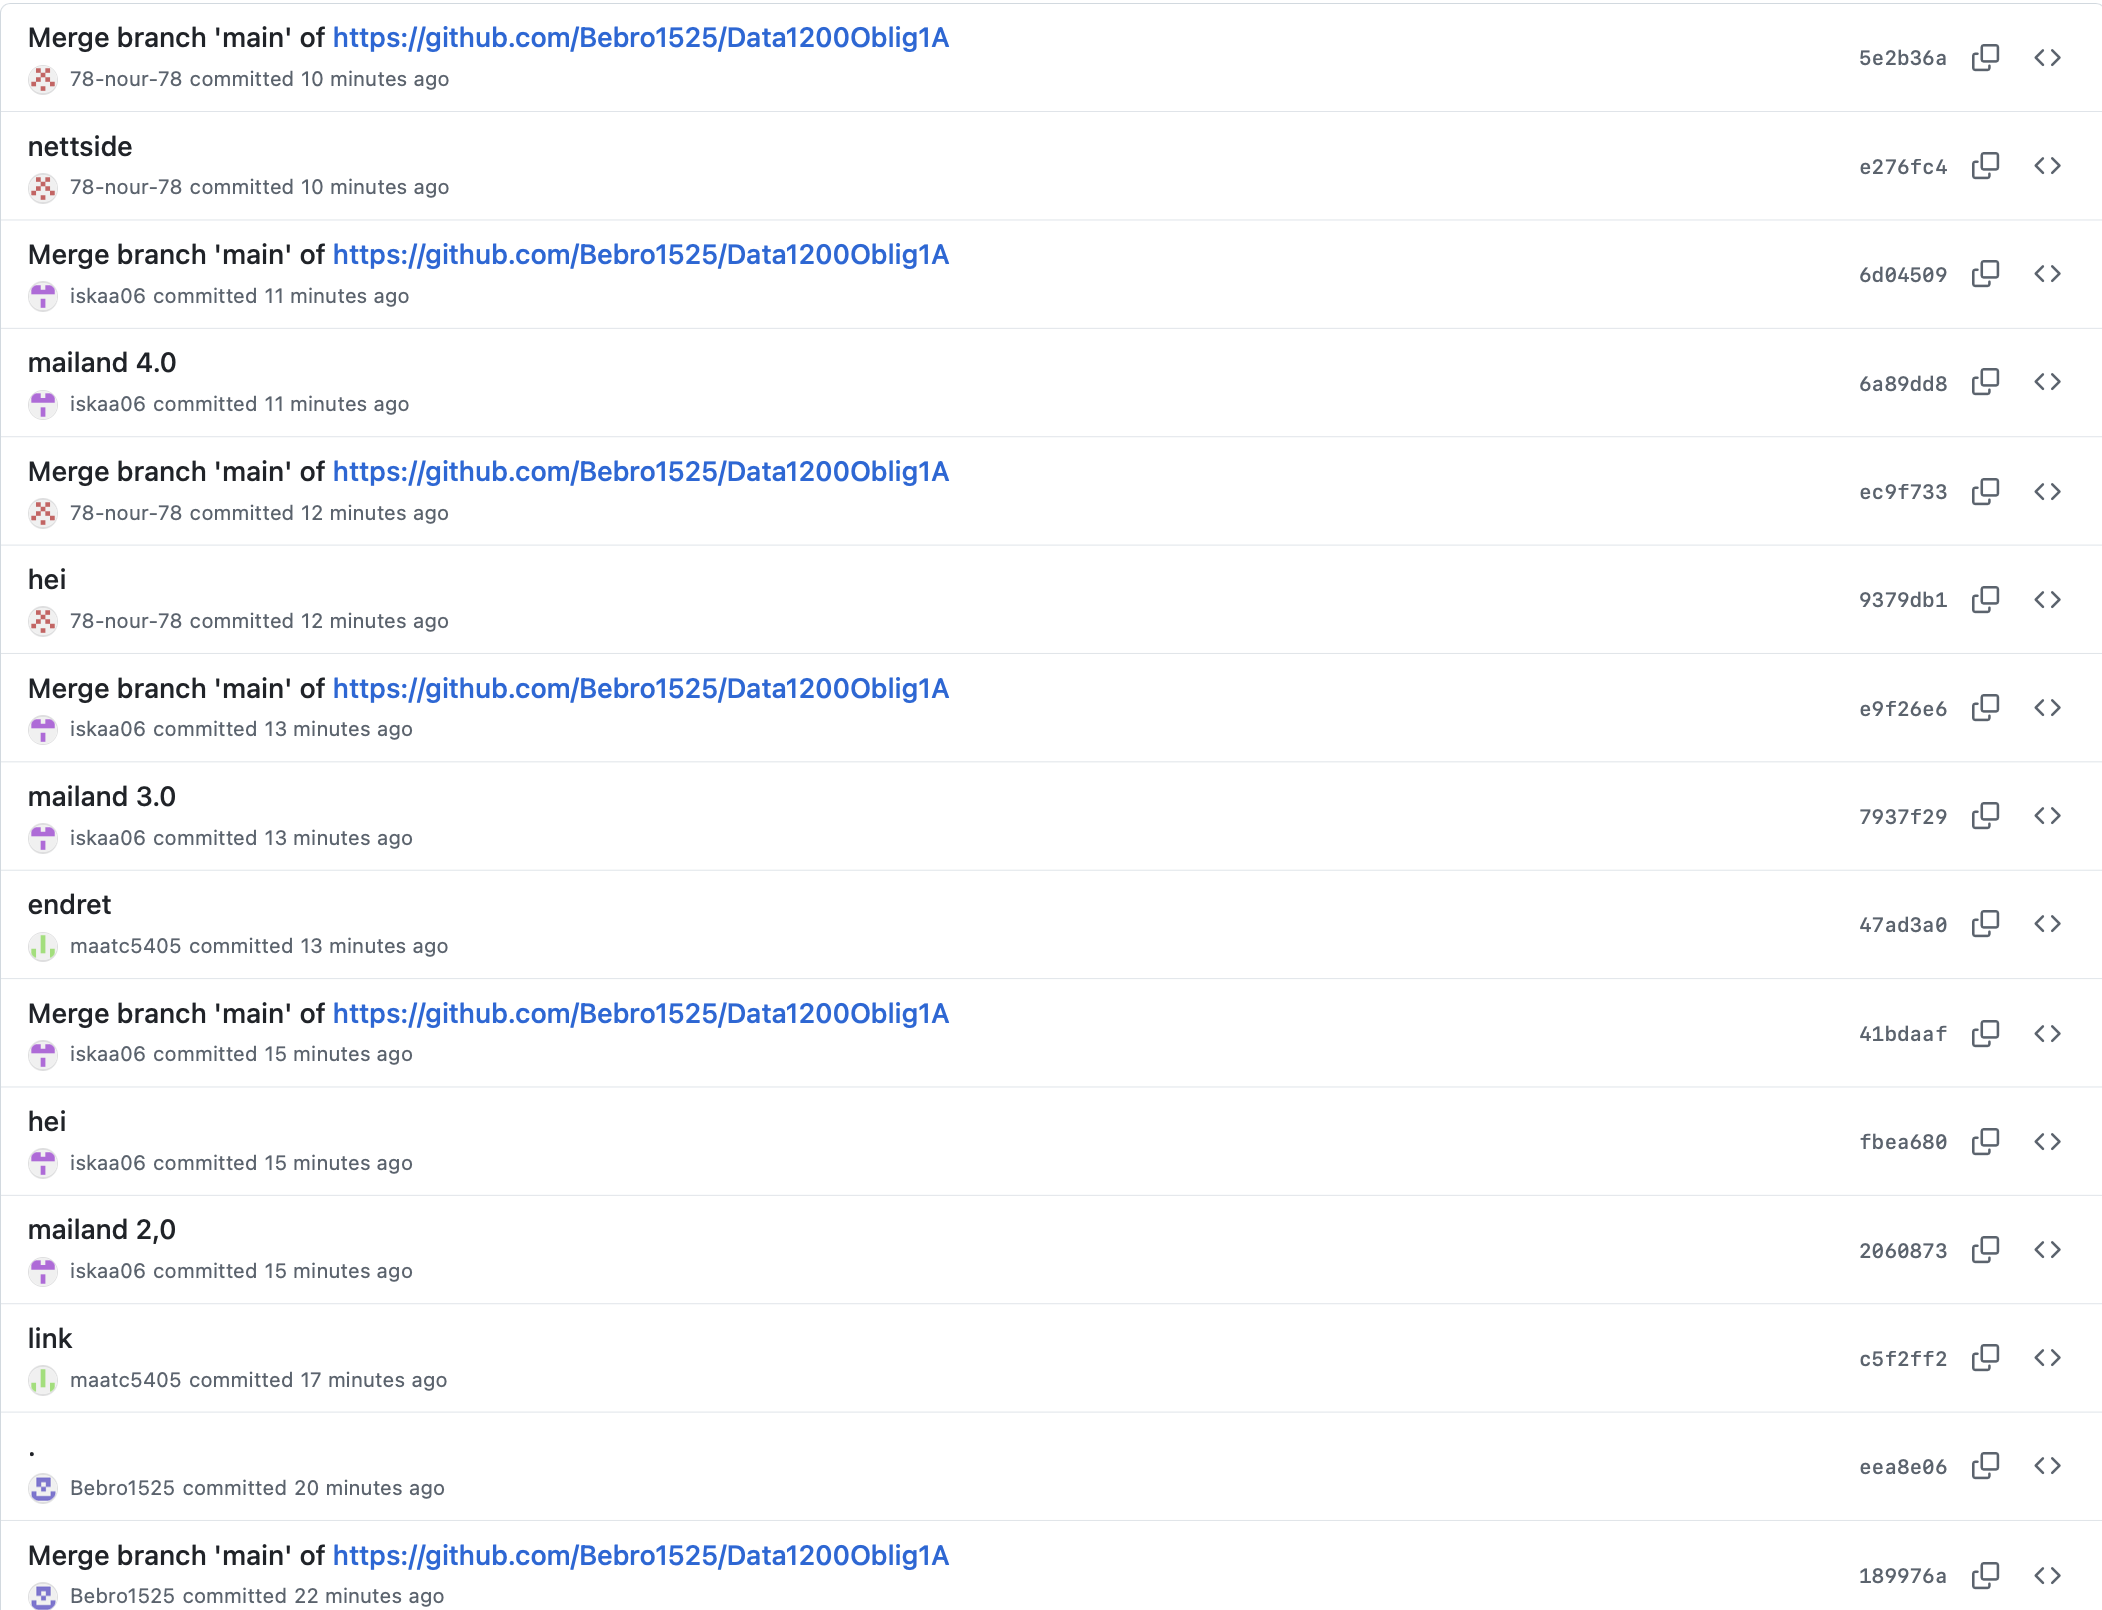 Merge branch 'main' of https://github.com/Bebro1525/Data1200Oblig1A
78-nour-78 committed 10 minutes ago
5e2b36a
nettside
78-nour-78 committed 10 minutes ago
e276fc4
Merge branch 'main' of https://github.com/Bebro1525/Data1200Oblig1A
iskaa06 committed 11 minutes ago
6d04509
mailand 4.0
iskaa06 committed 11 minutes ago
6a89dd8
Merge branch 'main' of https://github.com/Bebro1525/Data1200Oblig1A
78-nour-78 committed 12 minutes ago
ec9f733
hei
78-nour-78 committed 12 minutes ago
9379db1
Merge branch 'main' of https://github.com/Bebro1525/Data1200Oblig1A
iskaa06 committed 13 minutes ago
e9f26e6
mailand 3.0
iskaa06 committed 13 minutes ago
7937f29
endret
maatc5405 committed 13 minutes ago
47ad3a0
Merge branch 'main' of https://github.com/Bebro1525/Data1200Oblig1A
iskaa06 committed 15 minutes ago
41bdaaf
hei
iskaa06 committed 15 minutes ago
fbea680
mailand 2,0
iskaa06 committed 15 minutes ago
2060873
link
maatc5405 committed 17 minutes ago
c5f2ff2
.
Bebro1525 committed 20 minutes ago
eea8e06
Merge branch 'main' of https://github.com/Bebro1525/Data1200Oblig1A
Bebro1525 committed 22 minutes ago
189976a